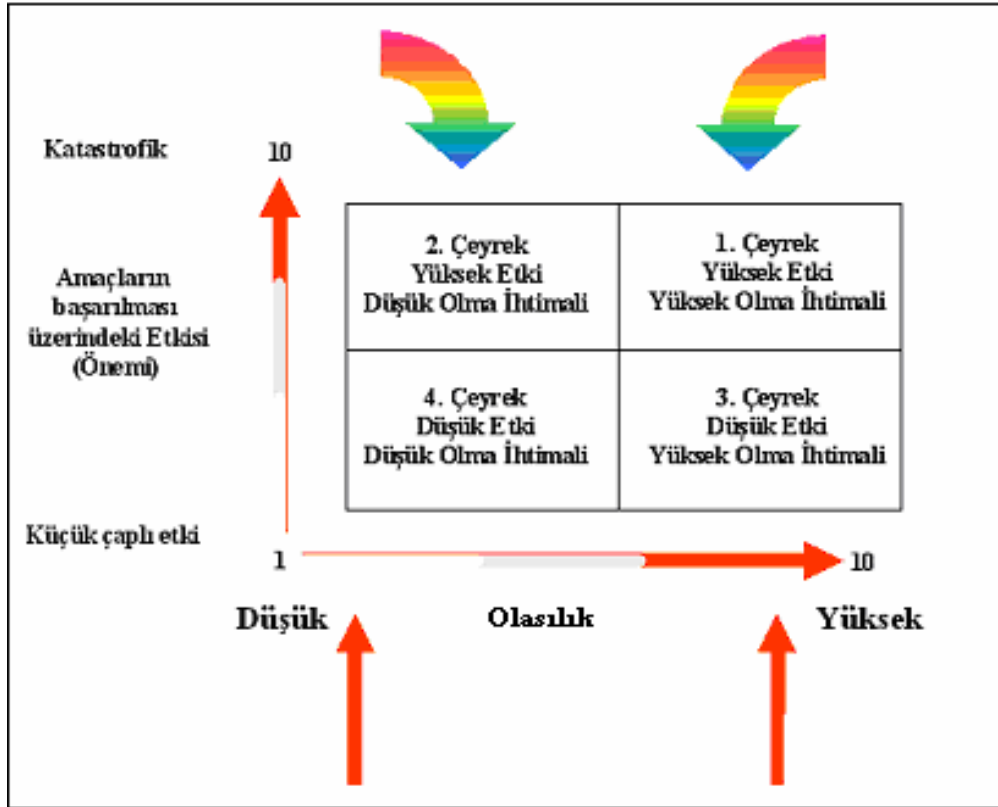 Katastrofik 10
2. Çeyrek
Yüksek Etki
Düşük Olma İhtimali
1. Çeyrek
Yüksek Etki
Yüksek Olma İhtimali
Amaçların
başarılması
üzerindeki Etkisi
(Önemi)
4. Çeyrek
Düşük Etki
Düşük Olma İhtimali
3. Çeyrek
Düşük Etki
Yüksek Olma İhtimali
Küçük çaplı etki
1 10
Düşük Olasılık Yüksek